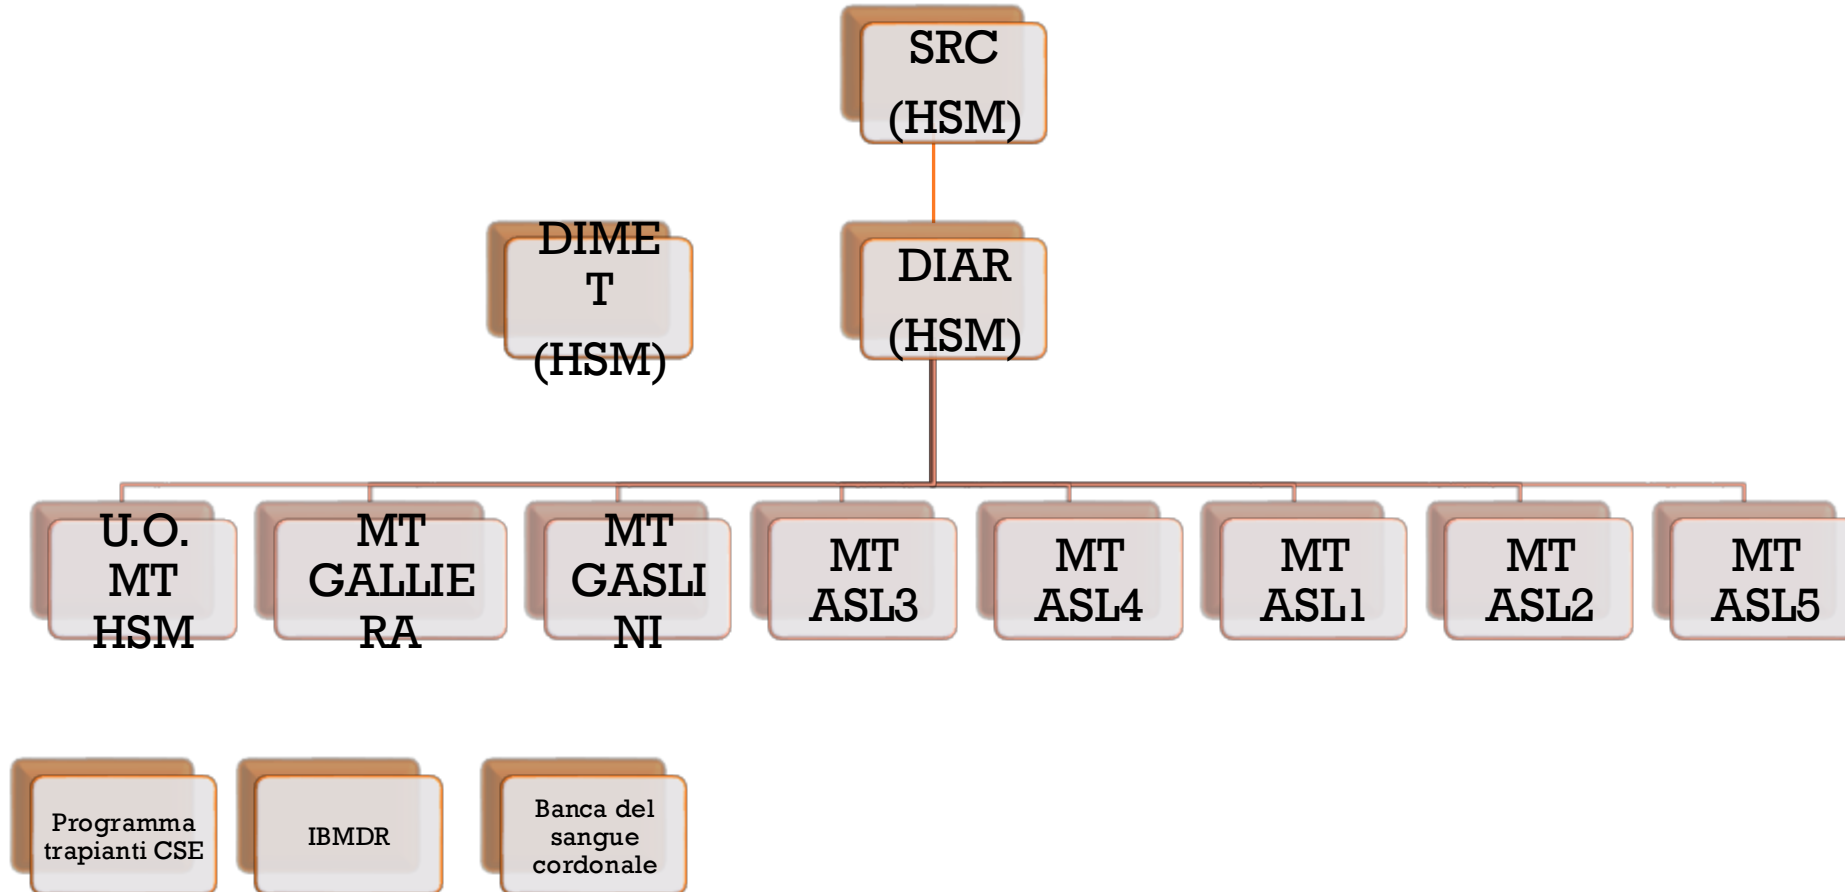 SRC
(HSM)
DIME
T
(HSM)
DIAR
(HSM)
U.O.
MT
HSM
MT
GALLIE
RA
MT
GASLI
NI
MT
ASL3
MT
ASL4
MT
ASL1
MT
ASL2
MT
ASL5
Programma
trapianti CSE
IBMDR
Banca del
sangue
cordonale